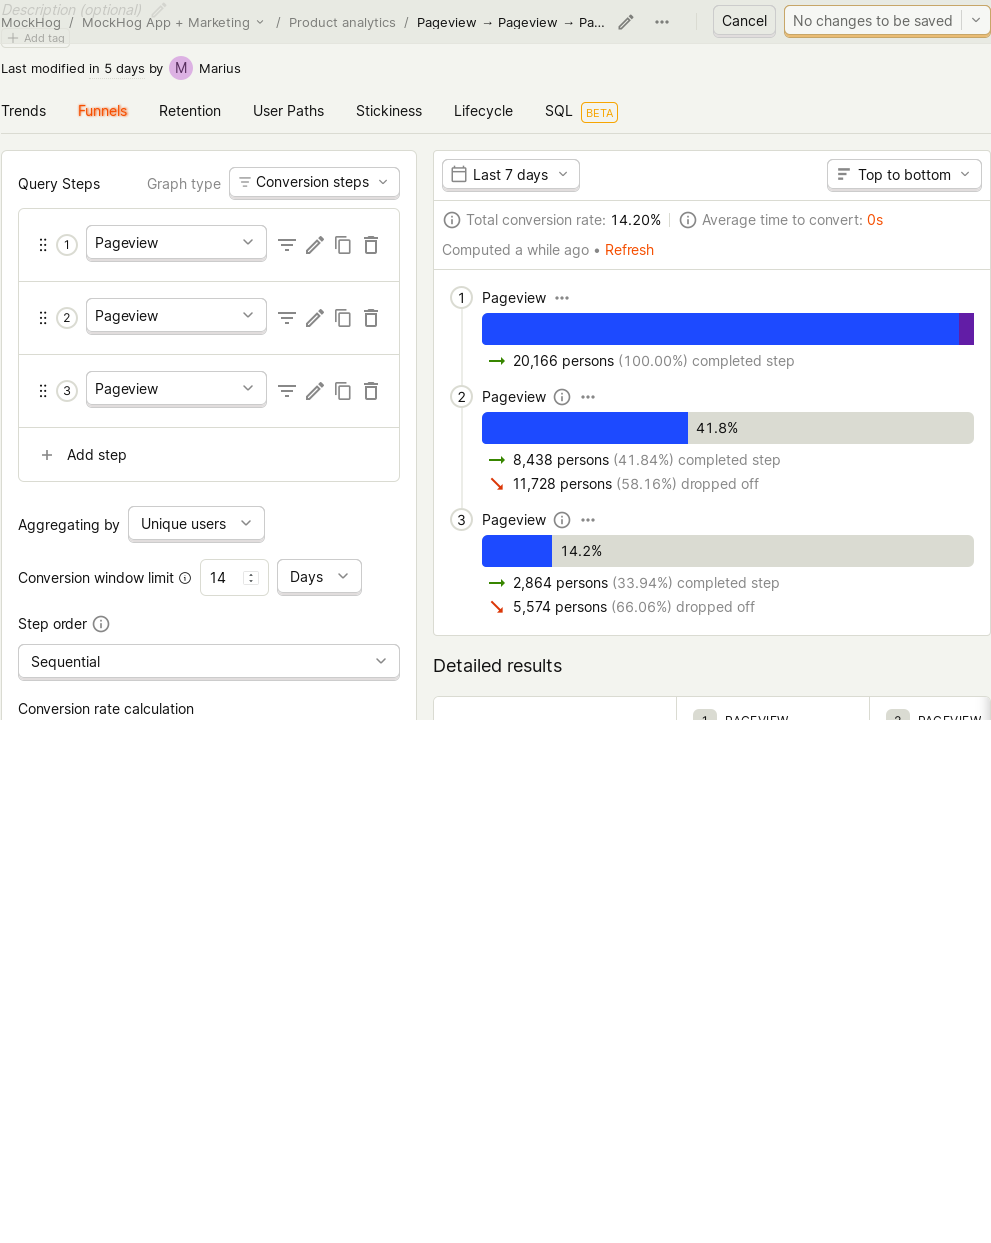 Description (optional)
MockHog / MockHog App + Marketing / Product analytics / Pageview → Pageview → Pa...
Cancel
No changes to be saved
Add tag
Last modified in 5 days by M Marius
Trends Funnels Retention User Paths Stickiness Lifecycle SQL BETA
Query Steps Graph type Conversion steps
1 Pageview
2 Pageview
3 Pageview
+ Add step
Aggregating by Unique users
Conversion window limit 14 Days
Step order
Sequential
Conversion rate calculation
Last 7 days
Top to bottom
Total conversion rate: 14.20% Average time to convert: 0s
Computed a while ago • Refresh
1 Pageview
→ 20,166 persons (100.00%) completed step
2 Pageview
41.8%
→ 8,438 persons (41.84%) completed step
↘ 11,728 persons (58.16%) dropped off
3 Pageview
14.2%
→ 2,864 persons (33.94%) completed step
↘ 5,574 persons (66.06%) dropped off
Detailed results
1 PAGEVIEW 2 PAGEVIEW